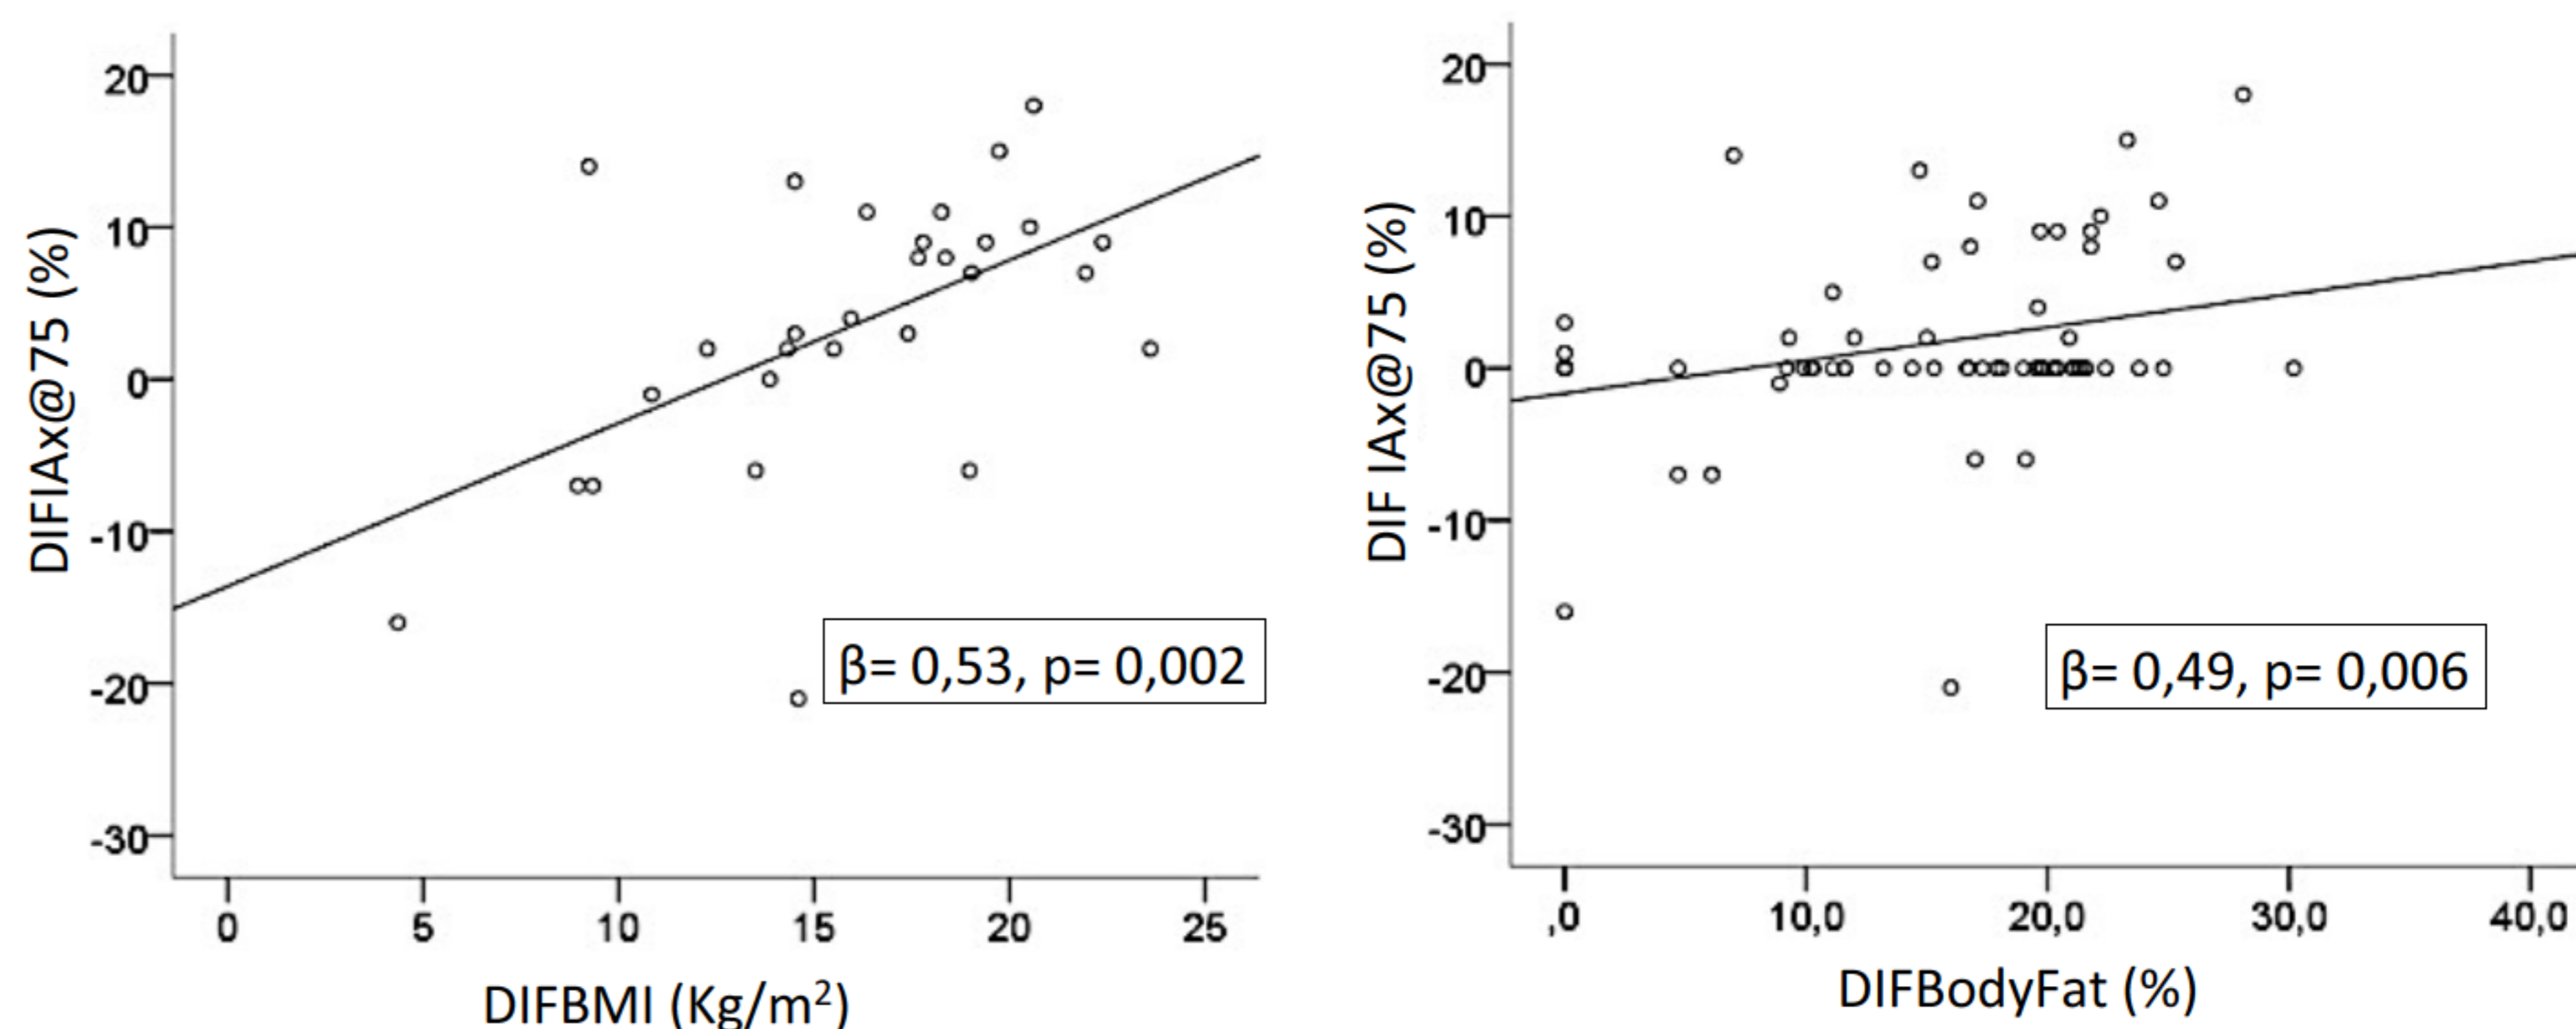 DIFIAx@75 (%)
20
10
0
-10
-20
-30
β= 0,53, p= 0,002
0 5 10 15 20 25
DIFBMI (Kg/m²)
DIF IAx@75 (%)
20
10
0
-10
-20
-30
β= 0,49, p= 0,006
,0 10,0 20,0 30,0 40,0
DIFBodyFat (%)